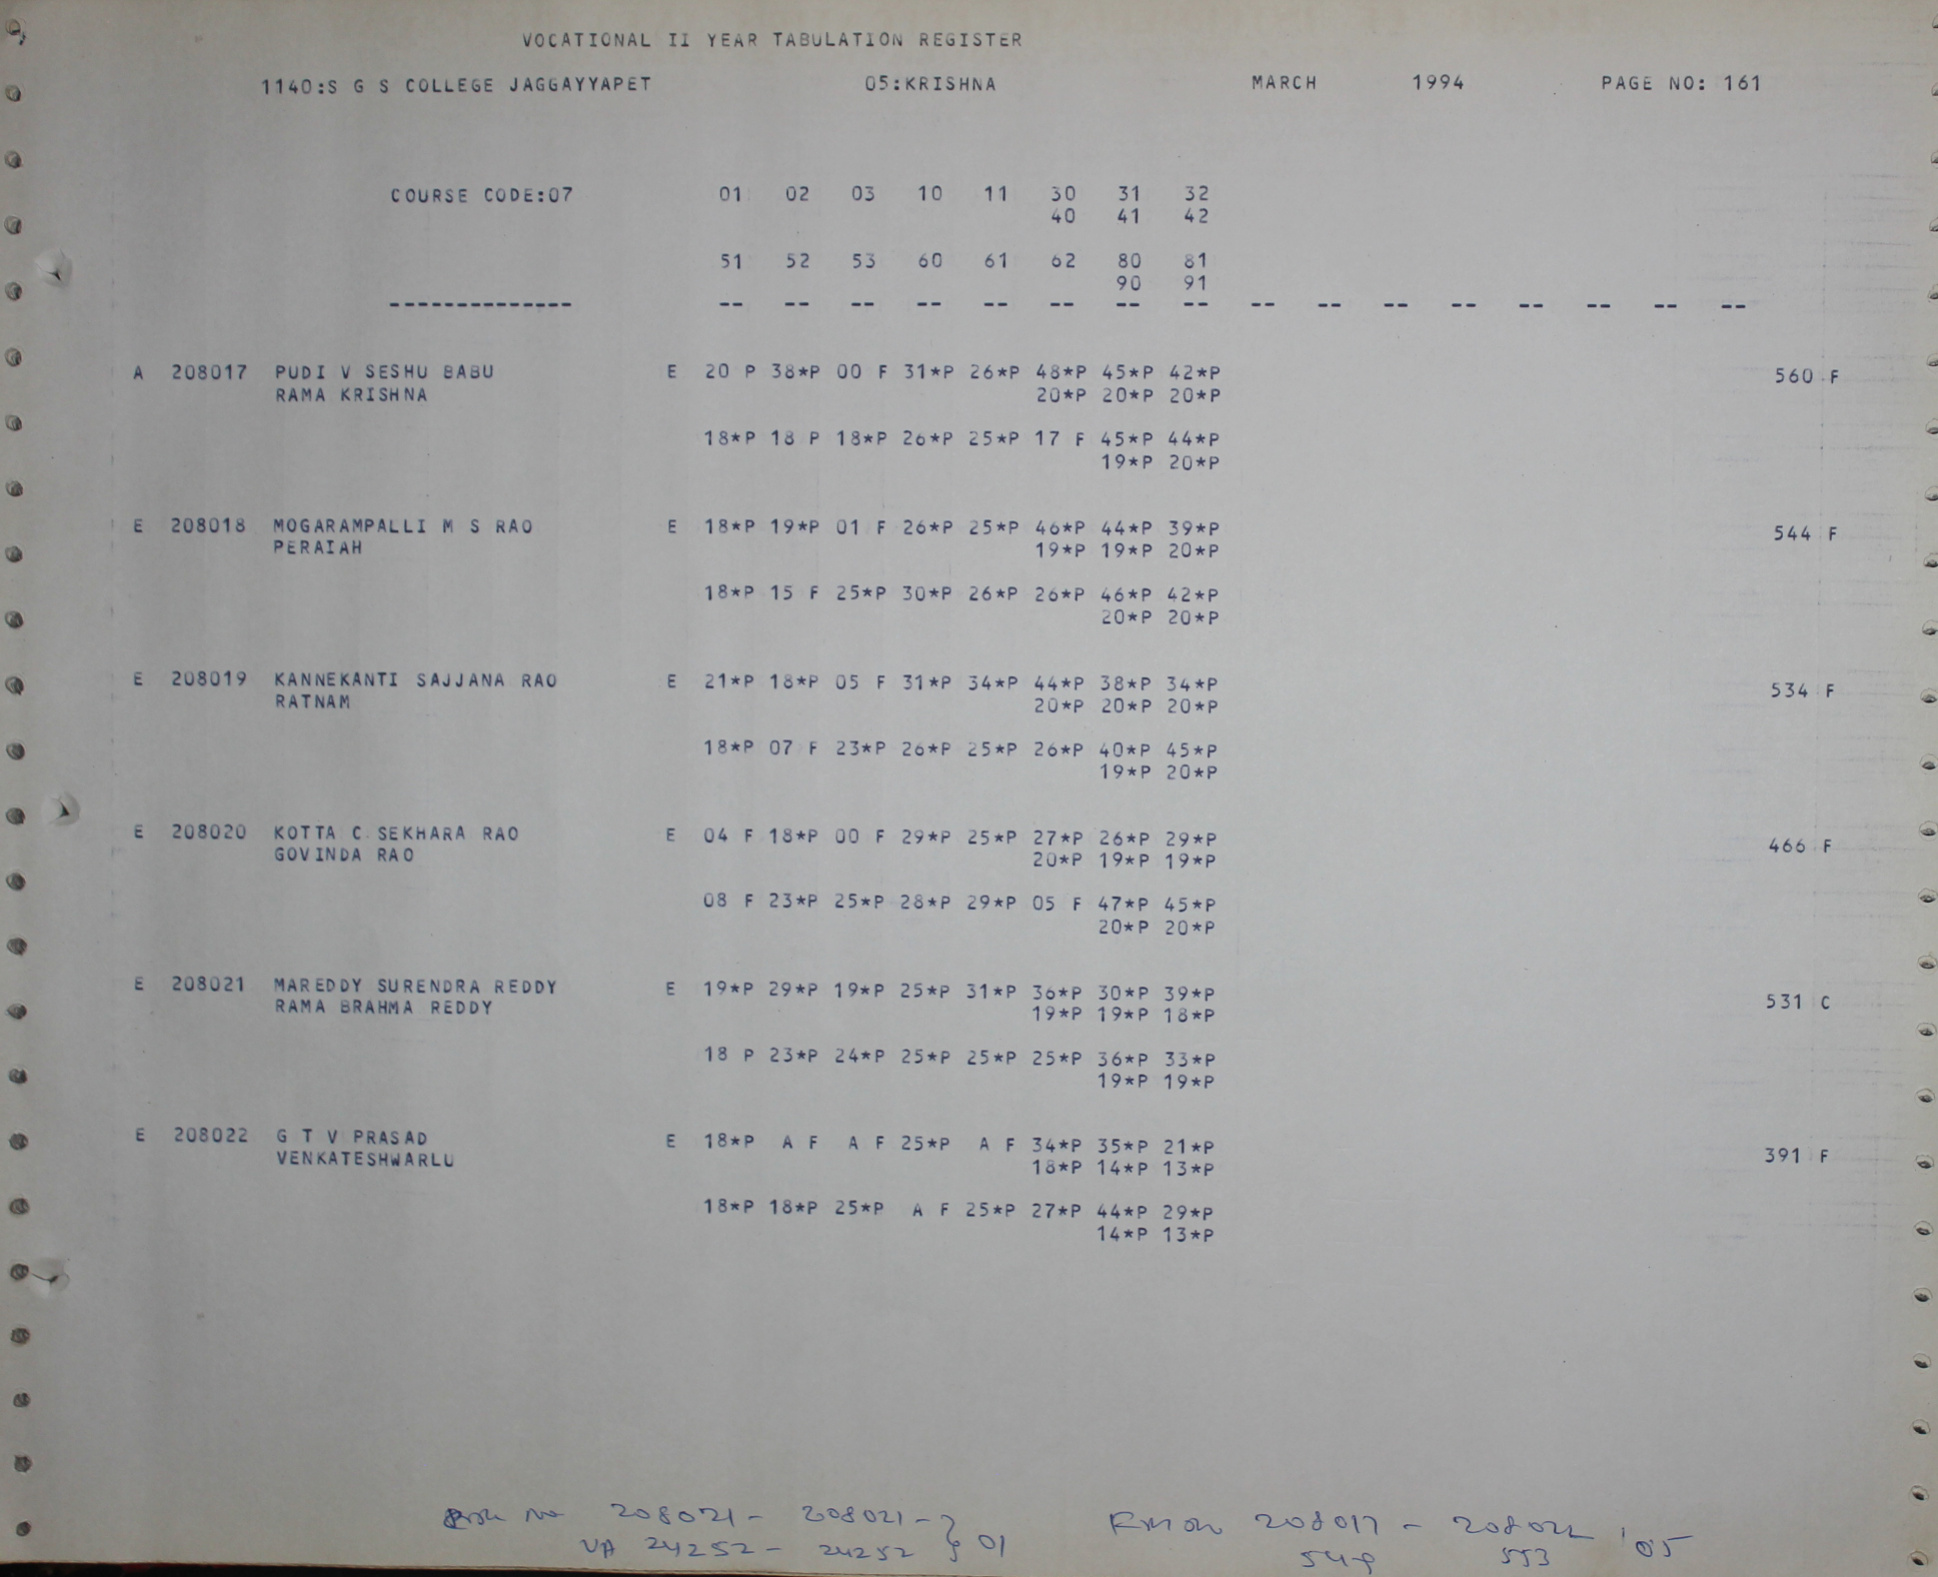 VOCATIONAL II YEAR TABULATION REGISTER
1140:S G S COLLEGE JAGGAYYAPET 05:KRISHNA MARCH 1994 PAGE NO: 161
COURSE CODE:07 01 02 03 10 11 30 31 32
40 41 42
51 52 53 60 61 62 80 81
90 91
-------------- -- -- -- -- -- -- -- -- -- -- -- -- -- -- -- --
A 208017 PUDI V SESHU BABU E 20 P 38*P 00 F 31*P 26*P 48*P 45*P 42*P 560 F
RAMA KRISHNA 20*P 20*P 20*P
18*P 18 P 18*P 26*P 25*P 17 F 45*P 44*P
19*P 20*P
E 208018 MOGARAMPALLI M S RAO E 18*P 19*P 01 F 26*P 25*P 46*P 44*P 39*P 544 F
PERAIAH 19*P 19*P 20*P
18*P 15 F 25*P 30*P 26*P 26*P 46*P 42*P
20*P 20*P
E 208019 KANNEKANTI SAJJANA RAO E 21*P 18*P 05 F 31*P 34*P 44*P 38*P 34*P 534 F
RATNAM 20*P 20*P 20*P
18*P 07 F 23*P 26*P 25*P 26*P 40*P 45*P
19*P 20*P
E 208020 KOTTA C SEKHARA RAO E 04 F 18*P 00 F 29*P 25*P 27*P 26*P 29*P 466 F
GOVINDA RAO 20*P 19*P 19*P
08 F 23*P 25*P 28*P 29*P 05 F 47*P 45*P
20*P 20*P
E 208021 MAREDDY SURENDRA REDDY E 19*P 29*P 19*P 25*P 31*P 36*P 30*P 39*P 531 C
RAMA BRAHMA REDDY 19*P 19*P 18*P
18 P 23*P 24*P 25*P 25*P 25*P 36*P 33*P
19*P 19*P
E 208022 G T V PRASAD E 18*P A F A F 25*P A F 34*P 35*P 21*P 391 F
VENKATESHWARLU 18*P 14*P 13*P
18*P 18*P 25*P A F 25*P 27*P 44*P 29*P
14*P 13*P
No 208021 - 208021 - } 01
VA 24252 - 24252
208017 - 208022 '05
553